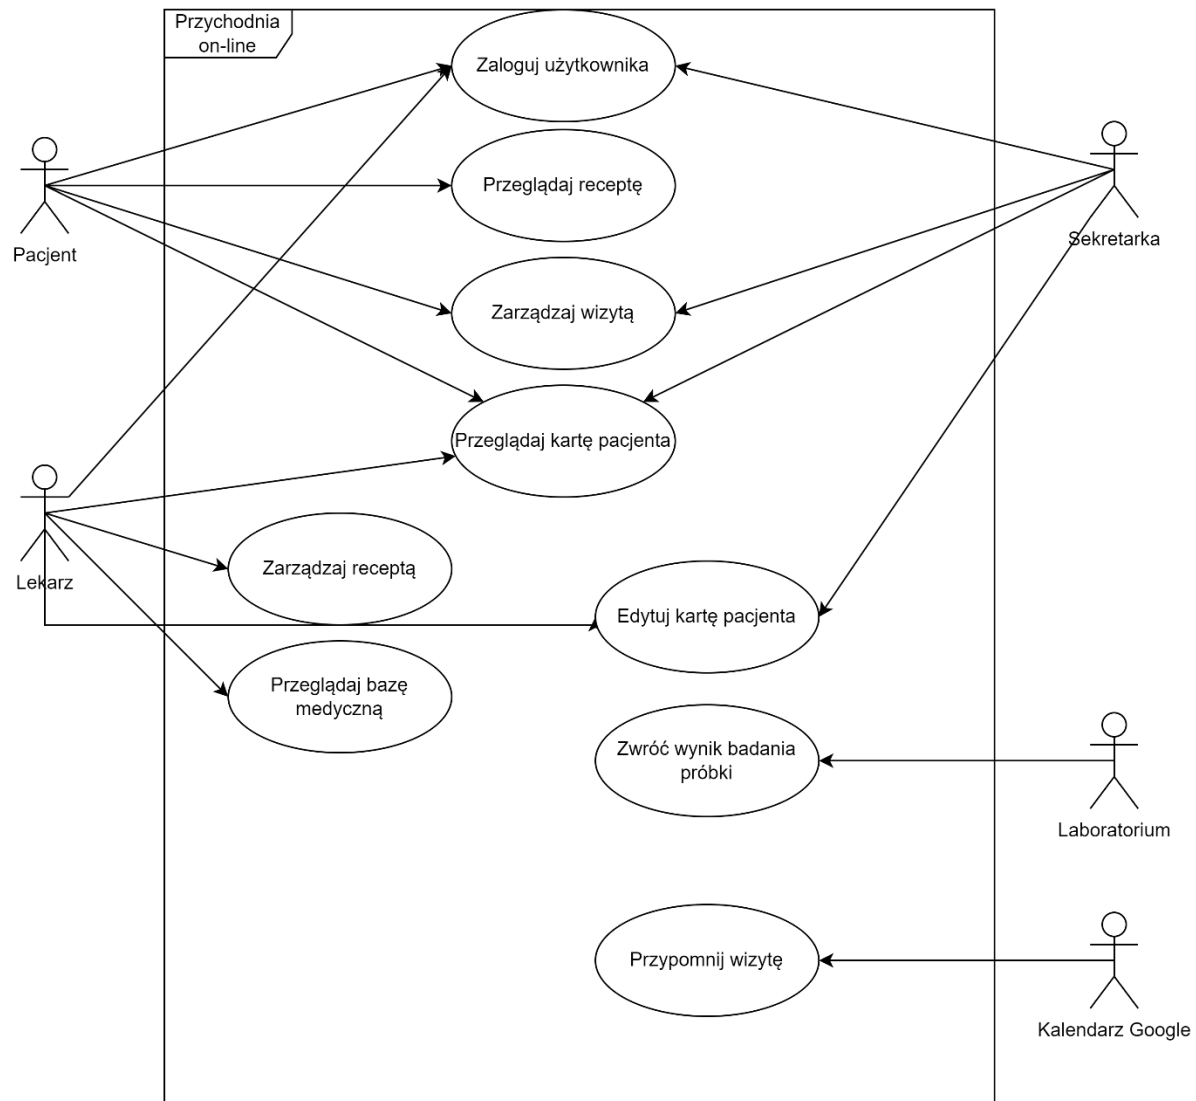 Przychodnia
on-line
Zaloguj użytkownika
Przeglądaj receptę
Pacjent
Sekretarka
Zarządzaj wizytą
Przeglądaj kartę pacjenta
Zarządzaj receptą
Lekarz
Edytuj kartę pacjenta
Przeglądaj bazę
medyczną
Zwróć wynik badania
próbki
Laboratorium
Przypomnij wizytę
Kalendarz Google